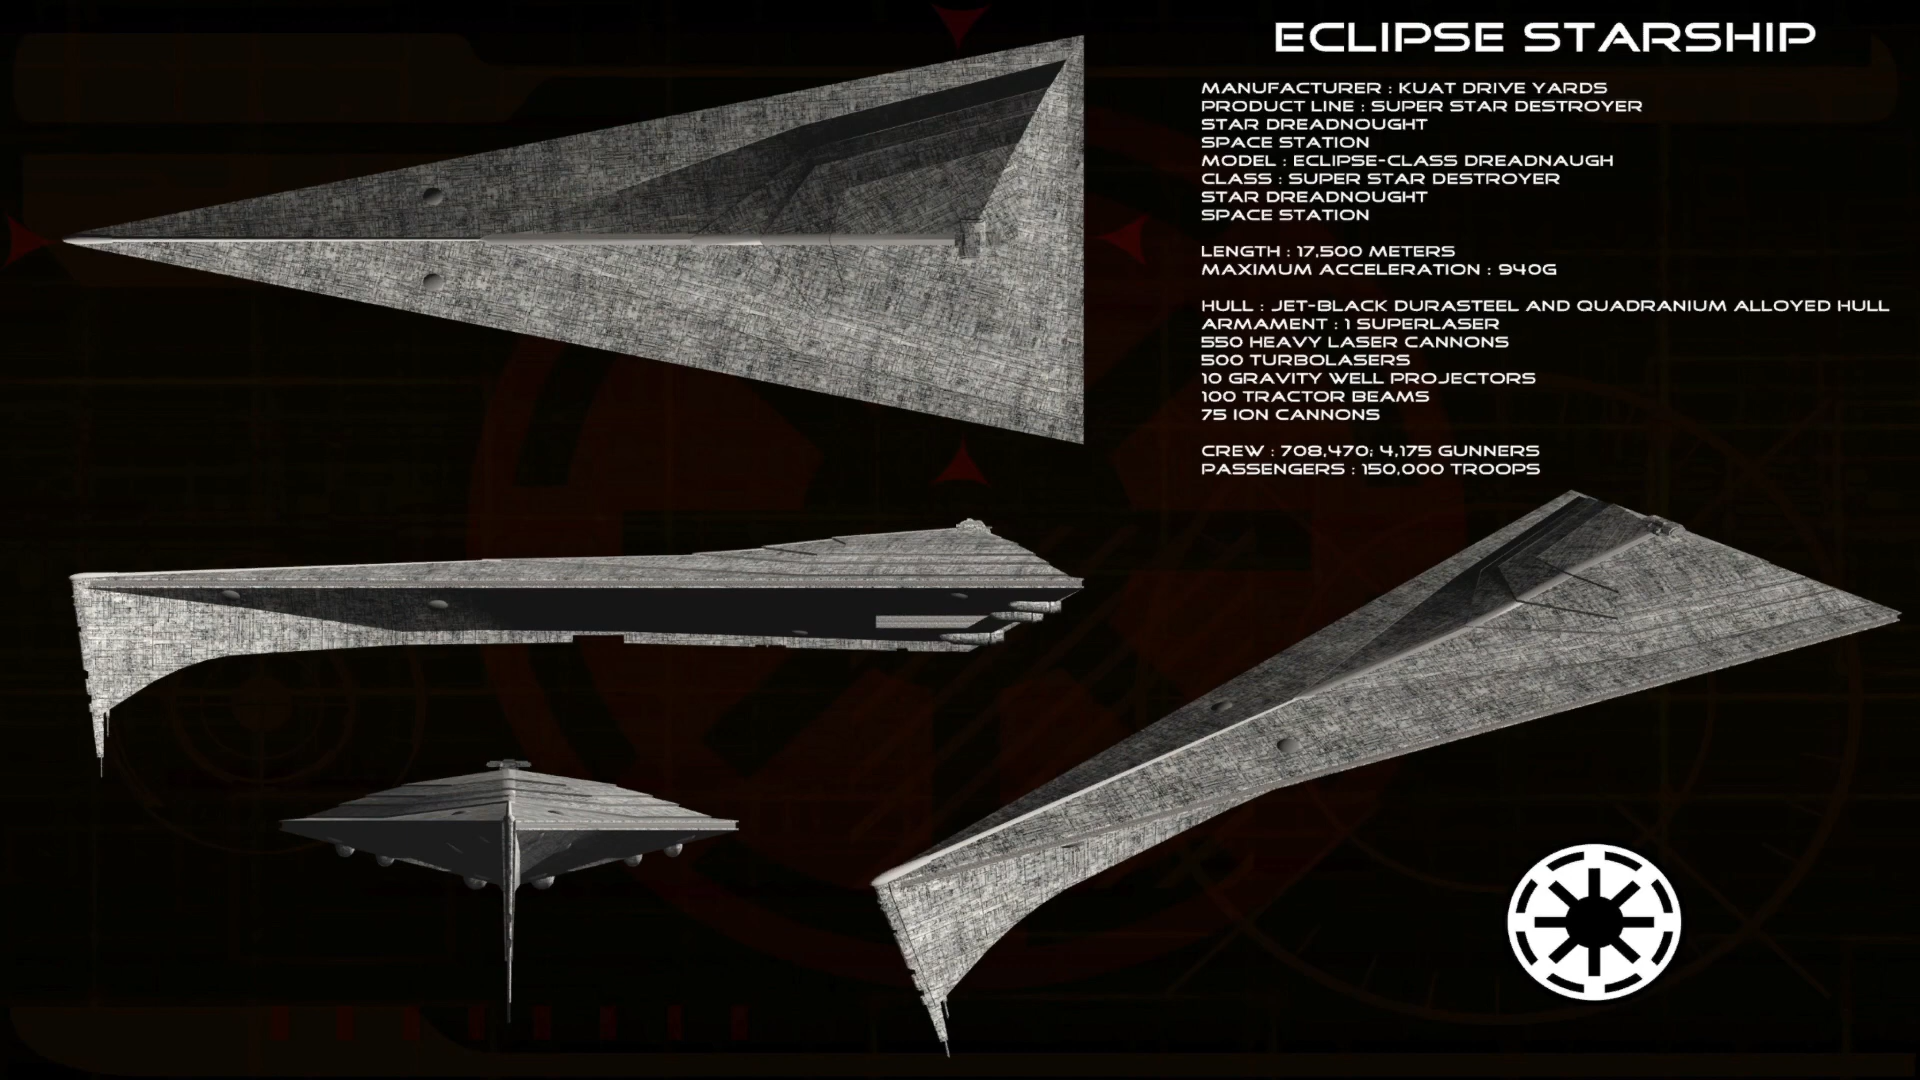 ECLIPSE STARSHIP
MANUFACTURER : KUAT DRIVE YARDS
PRODUCT LINE : SUPER STAR DESTROYER
STAR DREADNOUGHT
SPACE STATION
MODEL : ECLIPSE-CLASS DREADNAUGH
CLASS : SUPER STAR DESTROYER
STAR DREADNOUGHT
SPACE STATION
LENGTH : 17,500 METERS
MAXIMUM ACCELERATION : 940G
HULL : JET-BLACK DURASTEEL AND QUADRANIUM ALLOYED HULL
ARMAMENT : 1 SUPERLASER
550 HEAVY LASER CANNONS
500 TURBOLASERS
10 GRAVITY WELL PROJECTORS
100 TRACTOR BEAMS
75 ION CANNONS
CREW : 708,470; 4,175 GUNNERS
PASSENGERS : 150,000 TROOPS